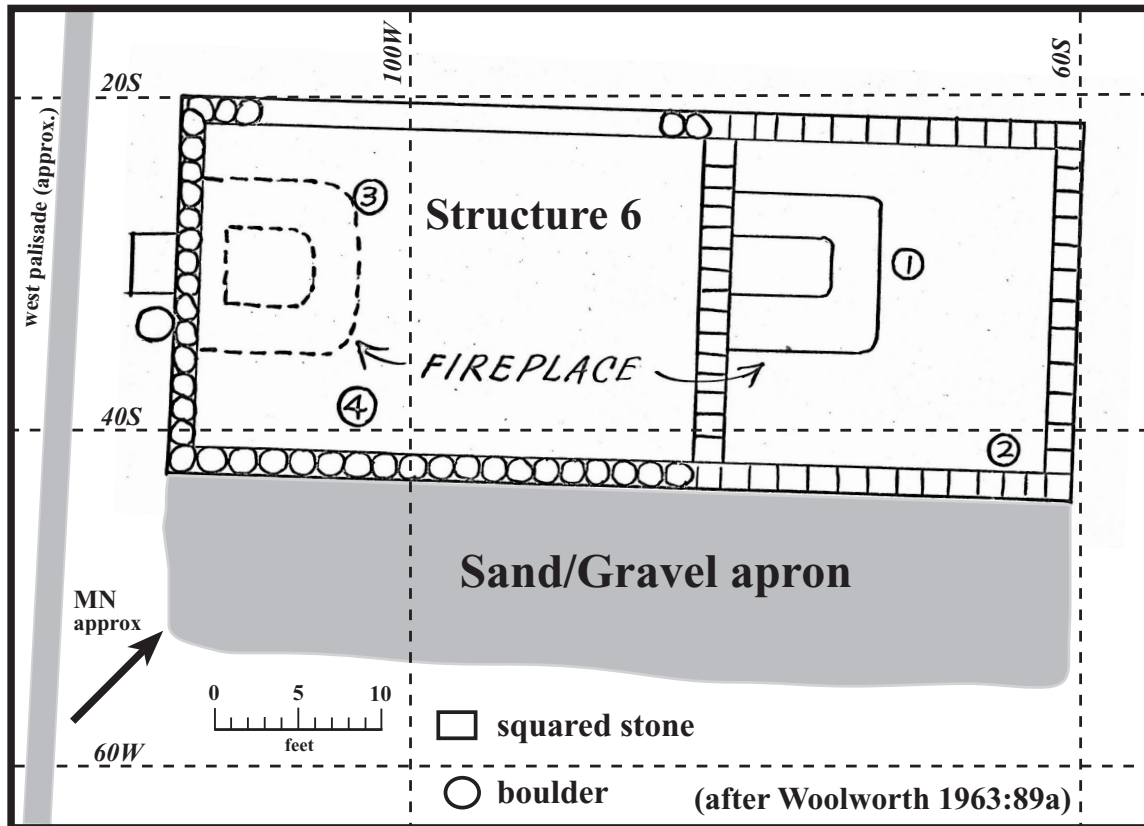 100W
60S
20S
west palisade (approx.)
③
Structure 6
①
FIREPLACE
④
40S
②
Sand/Gravel apron
MN
approx
0 5 10
feet
squared stone
60W
boulder
(after Woolworth 1963:89a)